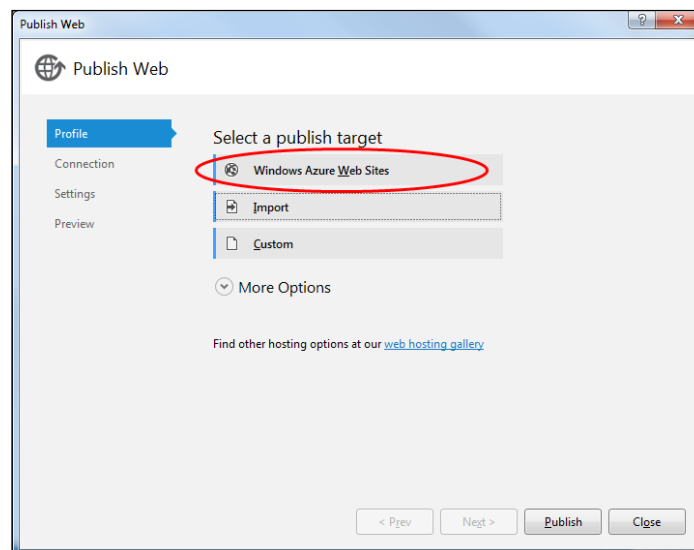 Publish Web
Publish Web
Profile
Connection
Settings
Preview
Select a publish target
Windows Azure Web Sites
Import
Custom
More Options
Find other hosting options at our web hosting gallery
< Prev
Next >
Publish
Close